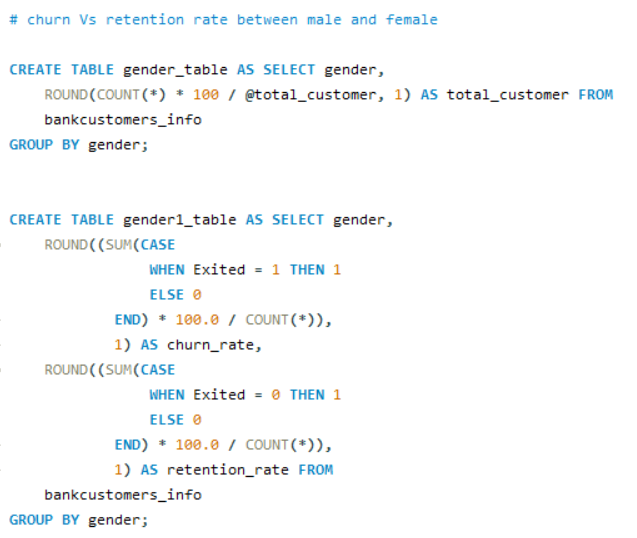 # churn Vs retention rate between male and female
CREATE TABLE gender_table AS SELECT gender,
ROUND(COUNT(*) * 100 / @total_customer, 1) AS total_customer FROM
bankcustomers_info
GROUP BY gender;
CREATE TABLE gender1_table AS SELECT gender,
ROUND((SUM(CASE
WHEN Exited = 1 THEN 1
ELSE 0
END) * 100.0 / COUNT(*)),
1) AS churn_rate,
ROUND((SUM(CASE
WHEN Exited = 0 THEN 1
ELSE 0
END) * 100.0 / COUNT(*)),
1) AS retention_rate FROM
bankcustomers_info
GROUP BY gender;